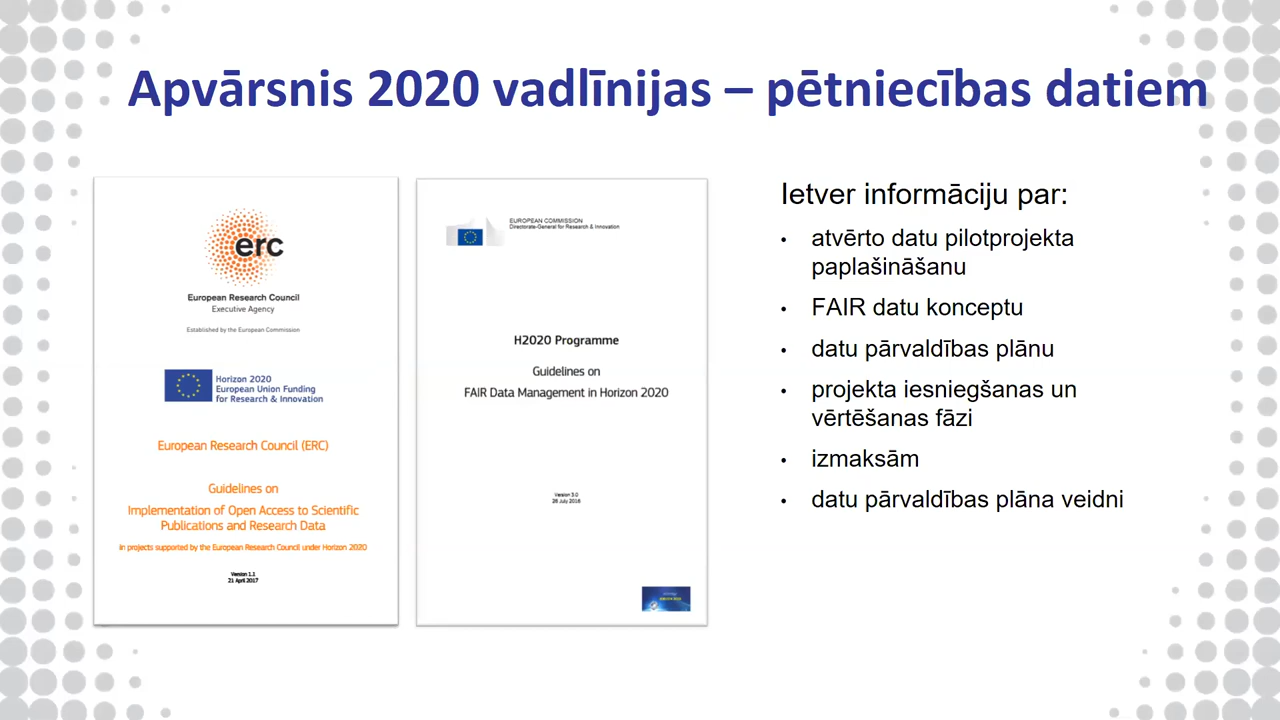 Apvārsnis 2020 vadlīnijas – pētniecības datiem
erc
European Research Council
Executive Agency
Established by the European Commission
Horizon 2020
European Union Funding
for Research & Innovation
European Research Council (ERC)
Guidelines on
Implementation of Open Access to Scientific
Publications and Research Data
in projects supported by the European Research Council under Horizon 2020
Version 1.1
21 April 2017
EUROPEAN COMMISSION
Directorate-General for Research & Innovation
H2020 Programme
Guidelines on
FAIR Data Management in Horizon 2020
Version 3.0
26 July 2016
Ietver informāciju par:
• atvērto datu pilotprojekta
paplašināšanu
• FAIR datu konceptu
• datu pārvaldības plānu
• projekta iesniegšanas un
vērtēšanas fāzi
• izmaksām
• datu pārvaldības plāna veidni